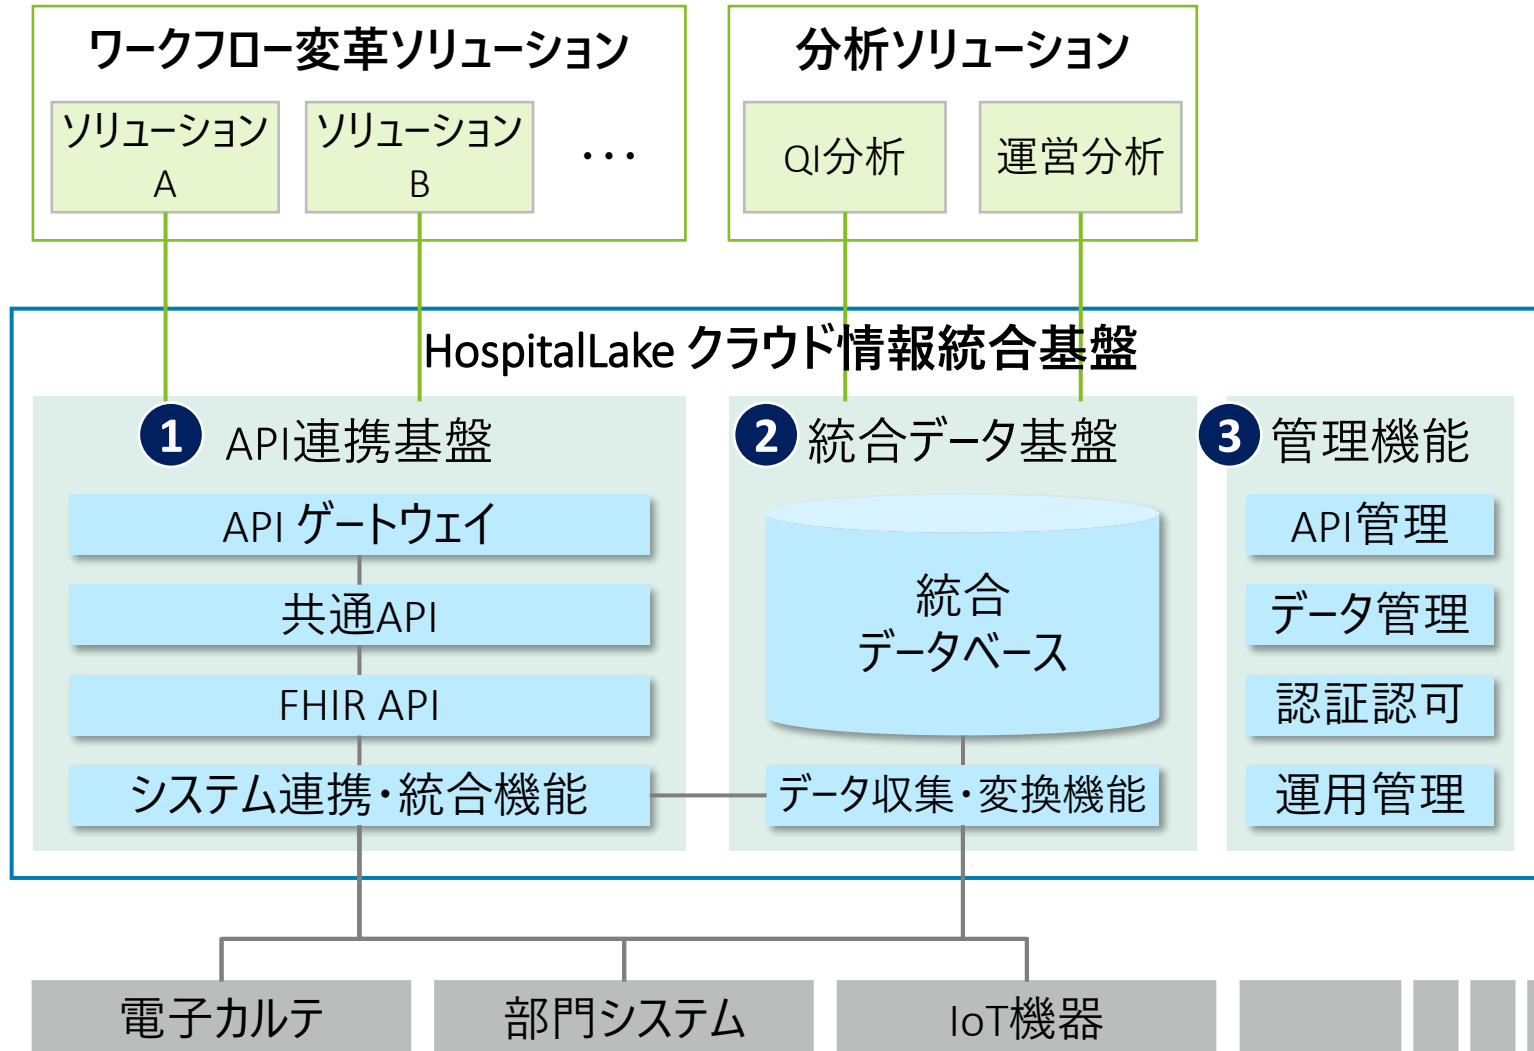 ワークフロー変革ソリューション
ソリューション
A
ソリューション
B
...
分析ソリューション
QI分析
運営分析
HospitalLake クラウド情報統合基盤
1 API連携基盤
API ゲートウェイ
共通API
FHIR API
システム連携・統合機能
2 統合データ基盤
統合
データベース
データ収集・変換機能
3 管理機能
API管理
データ管理
認証認可
運用管理
電子カルテ
部門システム
IoT機器